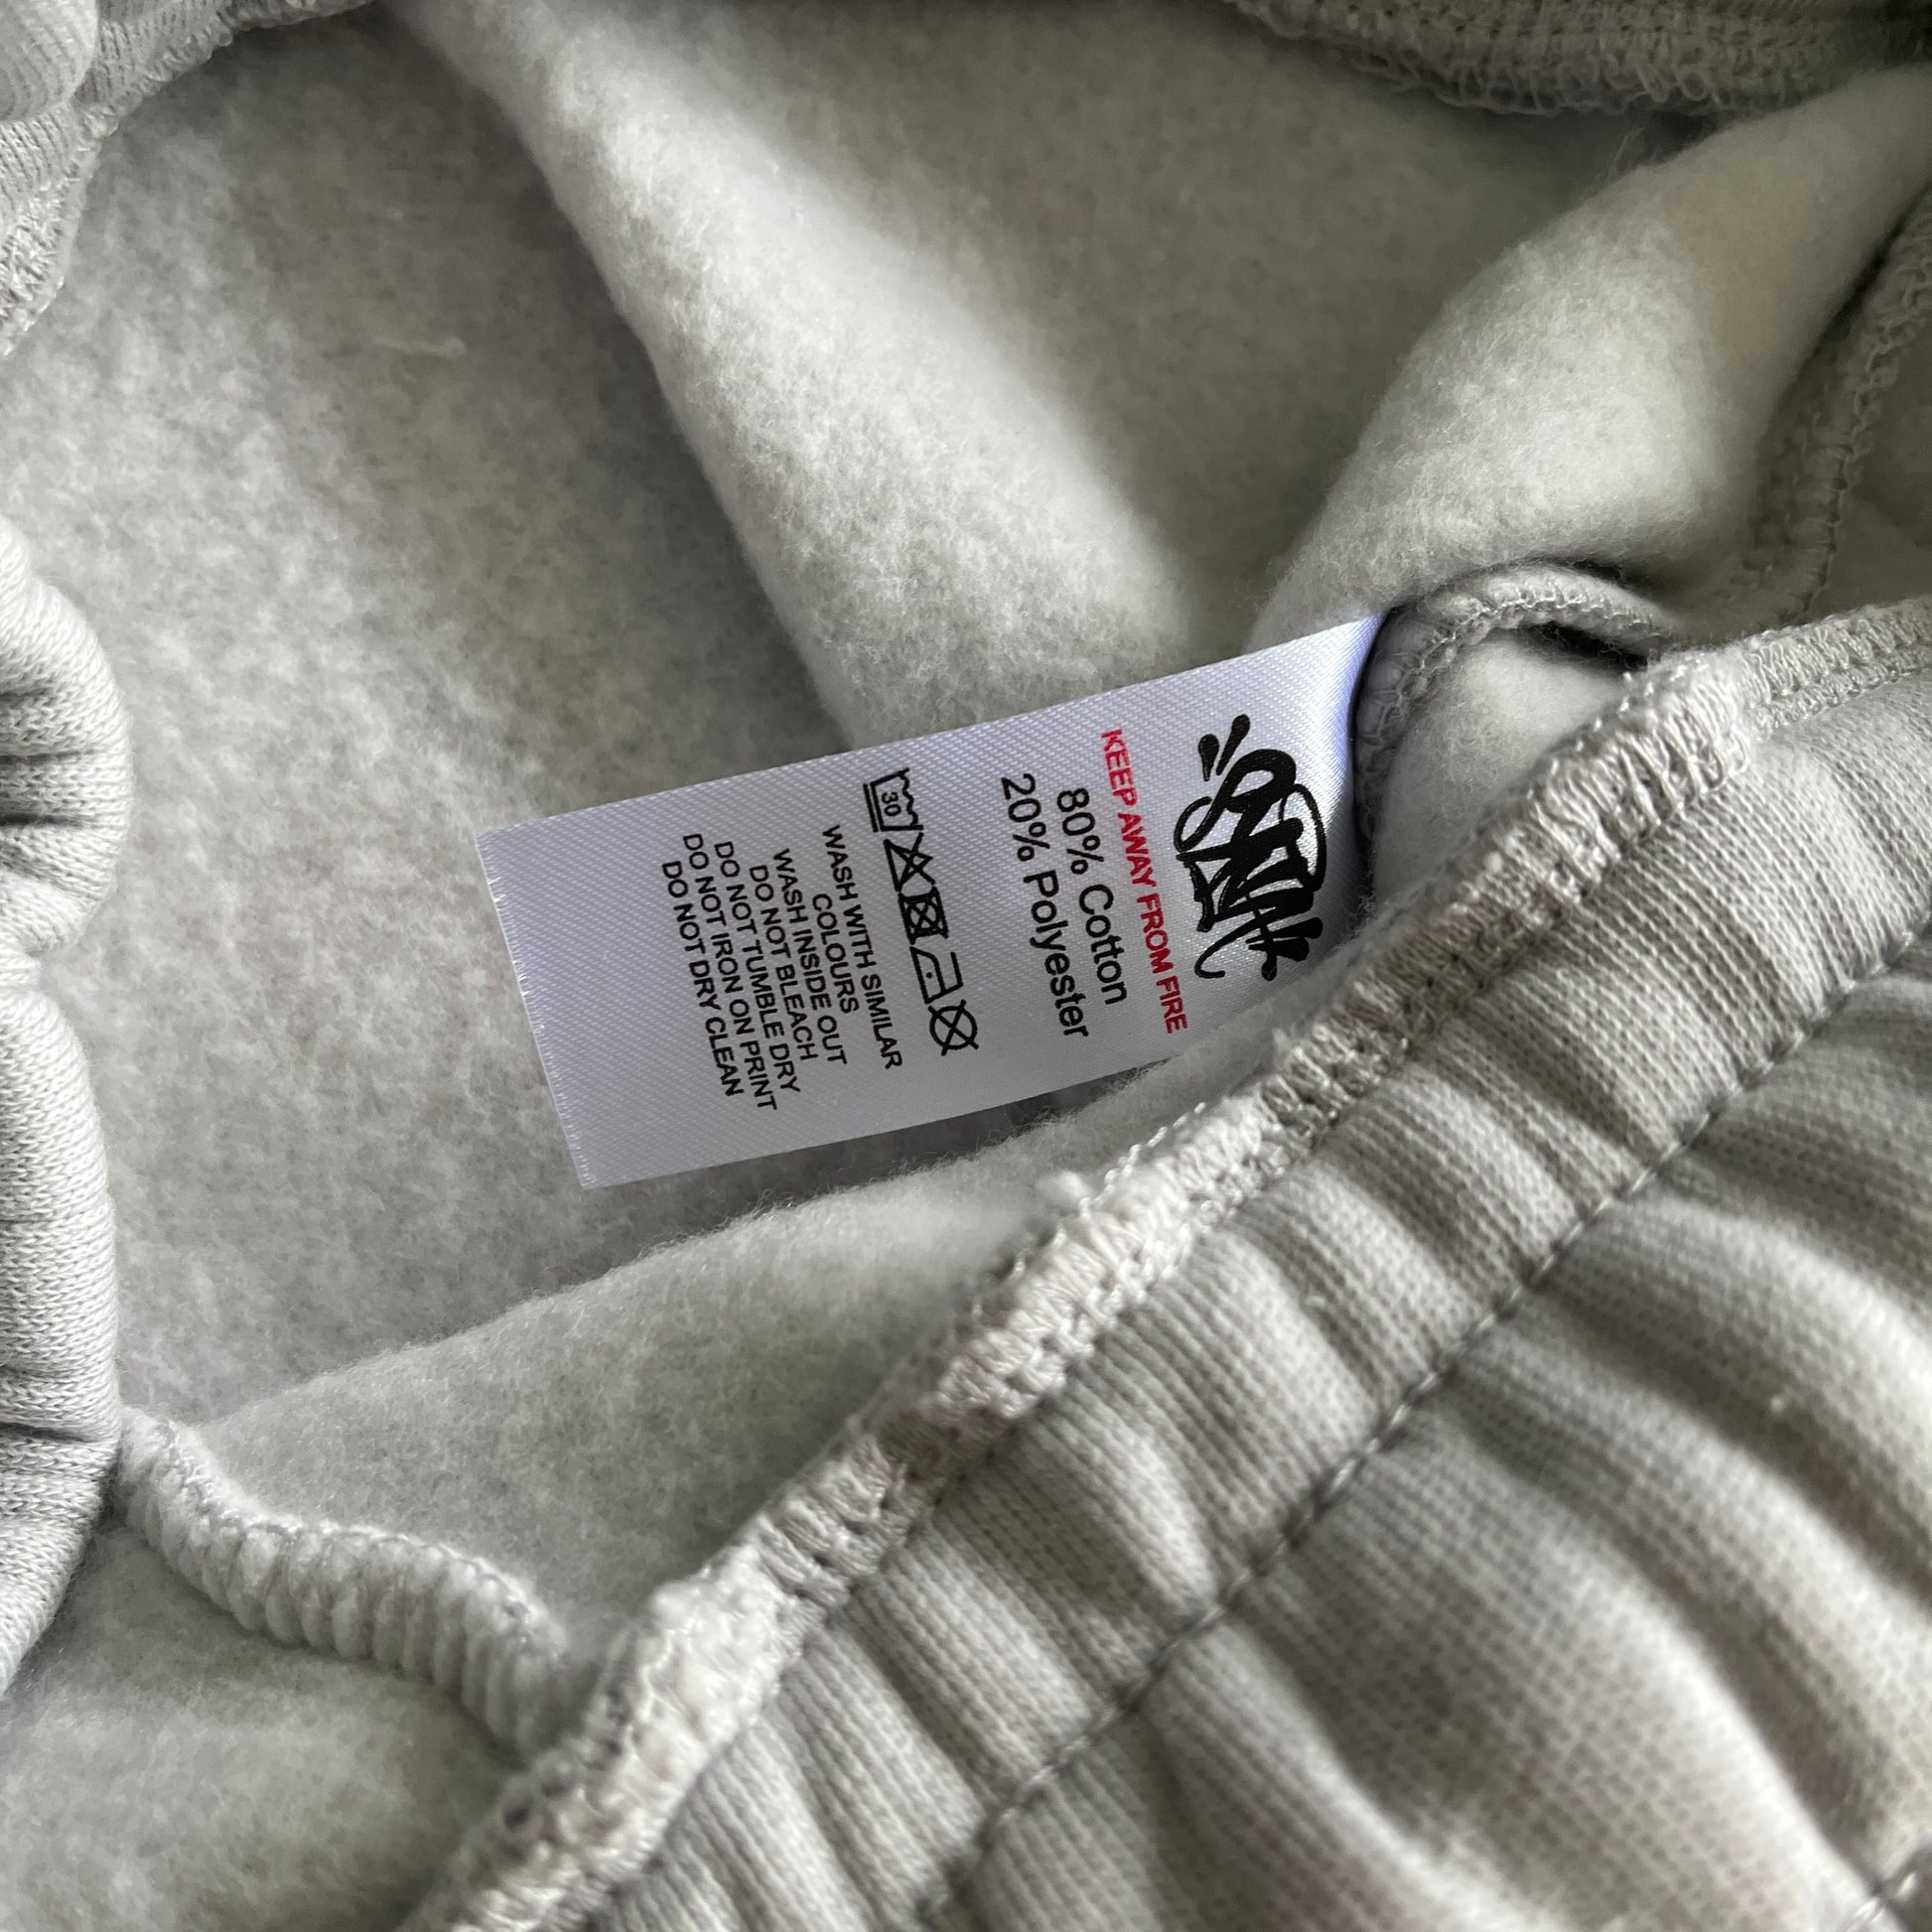 KEEP AWAY FROM FIRE
80% Cotton
20% Polyester
30
WASH WITH SIMILAR
COLOURS
WASH INSIDE OUT
DO NOT BLEACH
DO NOT TUMBLE DRY
DO NOT IRON ON PRINT
DO NOT DRY CLEAN